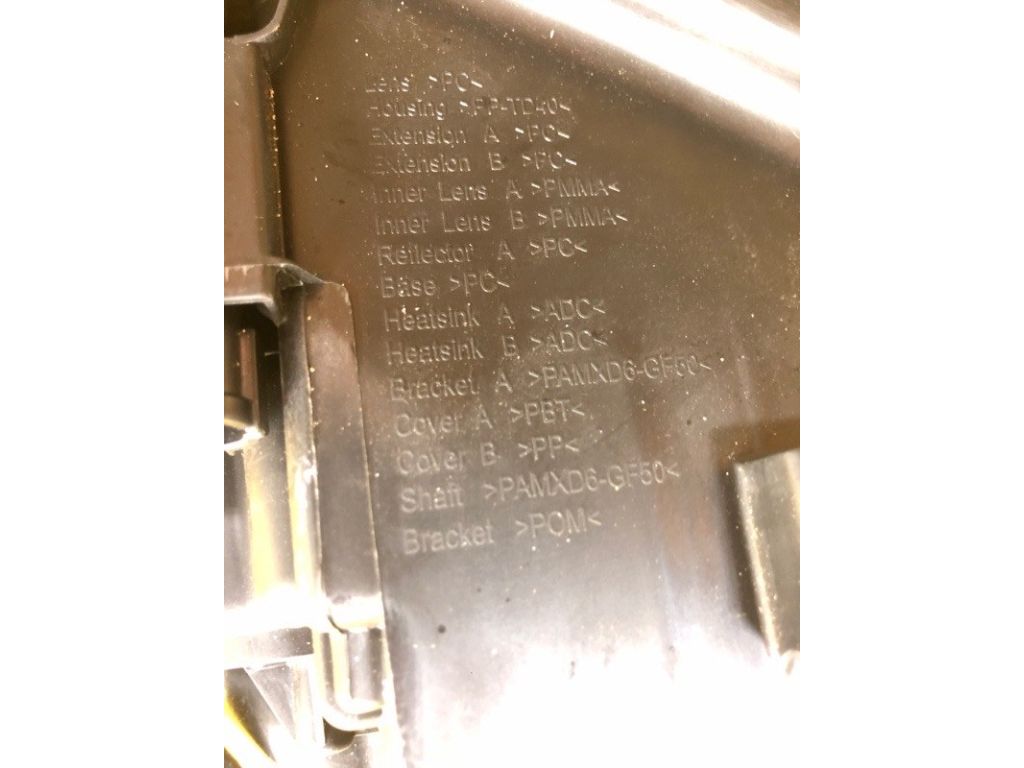 Lens >PC<
Housing >PP-TD40<
Extension A >PC<
Extension B >PC<
Inner Lens A >PMMA<
Inner Lens B >PMMA<
Reflector A >PC<
Base >PC<
Heatsink A >ADC<
Heatsink B >ADC<
Bracket A >PAMXD6-GF50<
Cover A >PBT<
Cover B >PP<
Shaft >PAMXD6-GF50<
Bracket >POM<